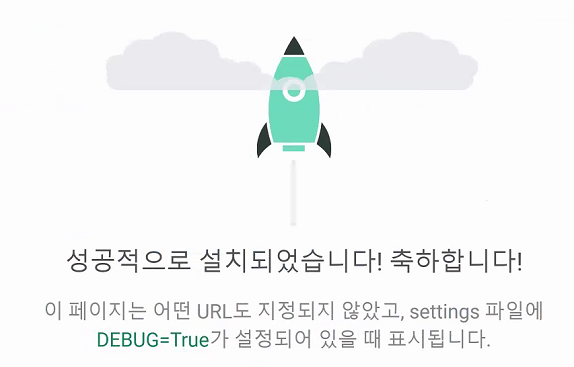 성공적으로 설치되었습니다! 축하합니다!
이 페이지는 어떤 URL도 지정되지 않았고, settings 파일에
DEBUG=True가 설정되어 있을 때 표시됩니다.